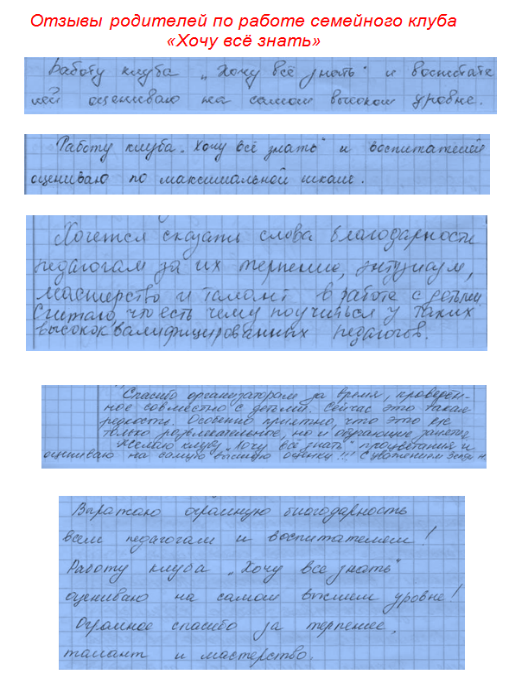 Отзывы родителей по работе семейного клуба
«Хочу всё знать»
Работу клуба „Хочу всё знать" и воспитате
лей оцениваю на самом высоком уровне.
Работу клуба „Хочу всё знать" и воспитателей
оцениваю по максимальной шкале.
Хочется сказать слова благодарности
педагогам за их терпение, энтузиазм,
мастерство и талант в работе с детьми
Считаю, что есть чему поучиться у таких
высококвалифицированных педагогов.
Спасибо организаторам за время, проведен-
ное совместно с детьми. Сейчас это такая
редкость. Особенно приятно, что это не
только развлекательные, но и обучающие занятия
Желаю клубу „Хочу всё знать" процветания и
оцениваю на самую высшую оценку!!! С уважением
Выражаю огромную благодарность
всем педагогам и воспитателям!
Работу клуба „Хочу все знать"
оцениваю на самом высшем уровне!
Огромное спасибо за терпение,
талант и мастерство.